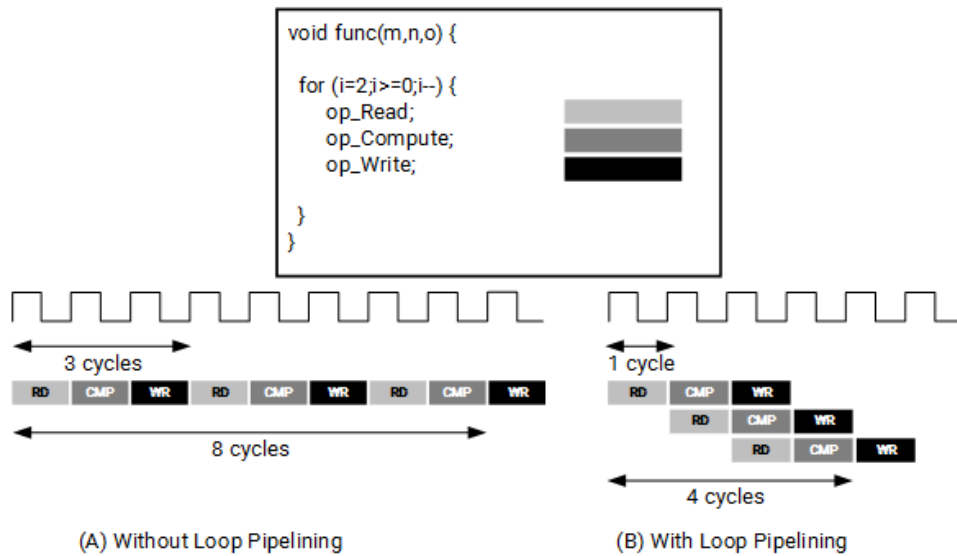 void func(m,n,o) {
for (i=2;i>=0;i--) {
op_Read;
op_Compute;
op_Write;
}
}
3 cycles
1 cycle
RD CMP WR RD CMP WR RD CMP WR
RD CMP WR
RD CMP WR
RD CMP WR
8 cycles
4 cycles
(A) Without Loop Pipelining
(B) With Loop Pipelining